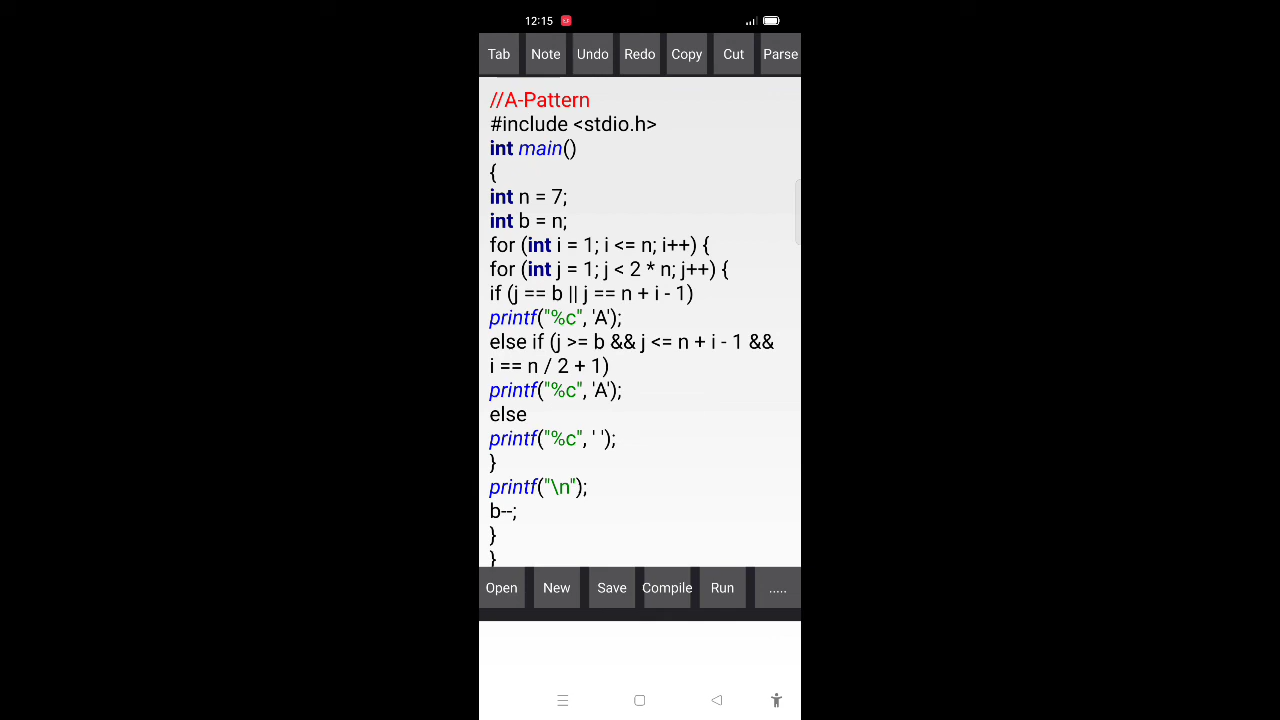 12:15
Tab Note Undo Redo Copy Cut Parse
//A-Pattern
#include <stdio.h>
int main()
{
int n = 7;
int b = n;
for (int i = 1; i <= n; i++) {
for (int j = 1; j < 2 * n; j++) {
if (j == b || j == n + i - 1)
printf("%c", 'A');
else if (j >= b && j <= n + i - 1 &&
i == n / 2 + 1)
printf("%c", 'A');
else
printf("%c", ' ');
}
printf("\n");
b--;
}
}
Open New Save Compile Run .....